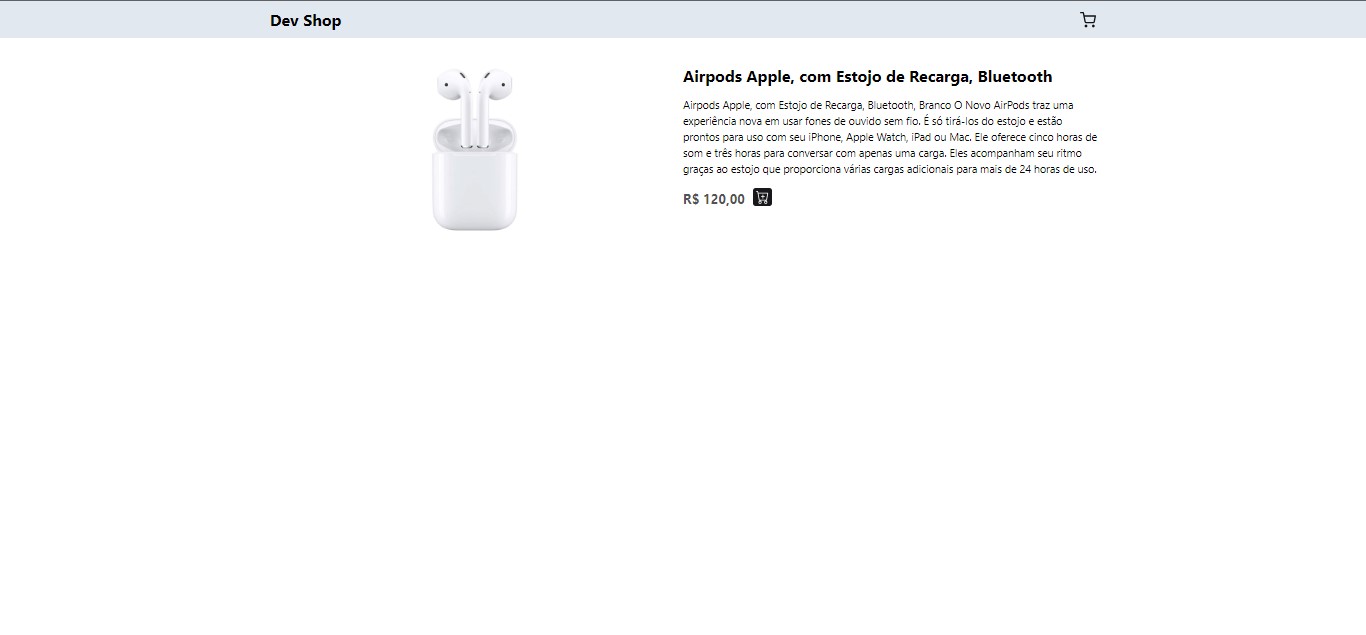 Dev Shop
Airpods Apple, com Estojo de Recarga, Bluetooth
Airpods Apple, com Estojo de Recarga, Bluetooth, Branco O Novo AirPods traz uma
experiência nova em usar fones de ouvido sem fio. É só tirá-los do estojo e estão
prontos para uso com seu iPhone, Apple Watch, iPad ou Mac. Ele oferece cinco horas de
som e três horas para conversar com apenas uma carga. Eles acompanham seu ritmo
graças ao estojo que proporciona várias cargas adicionais para mais de 24 horas de uso.
R$ 120,00